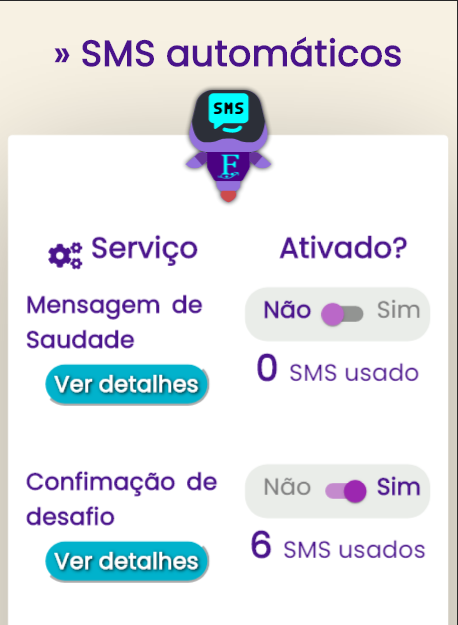 » SMS automáticos
SMS
F
Serviço
Ativado?
Mensagem de
Saudade
Não Sim
Ver detalhes
0 SMS usado
Confimação de
desafio
Não Sim
Ver detalhes
6 SMS usados